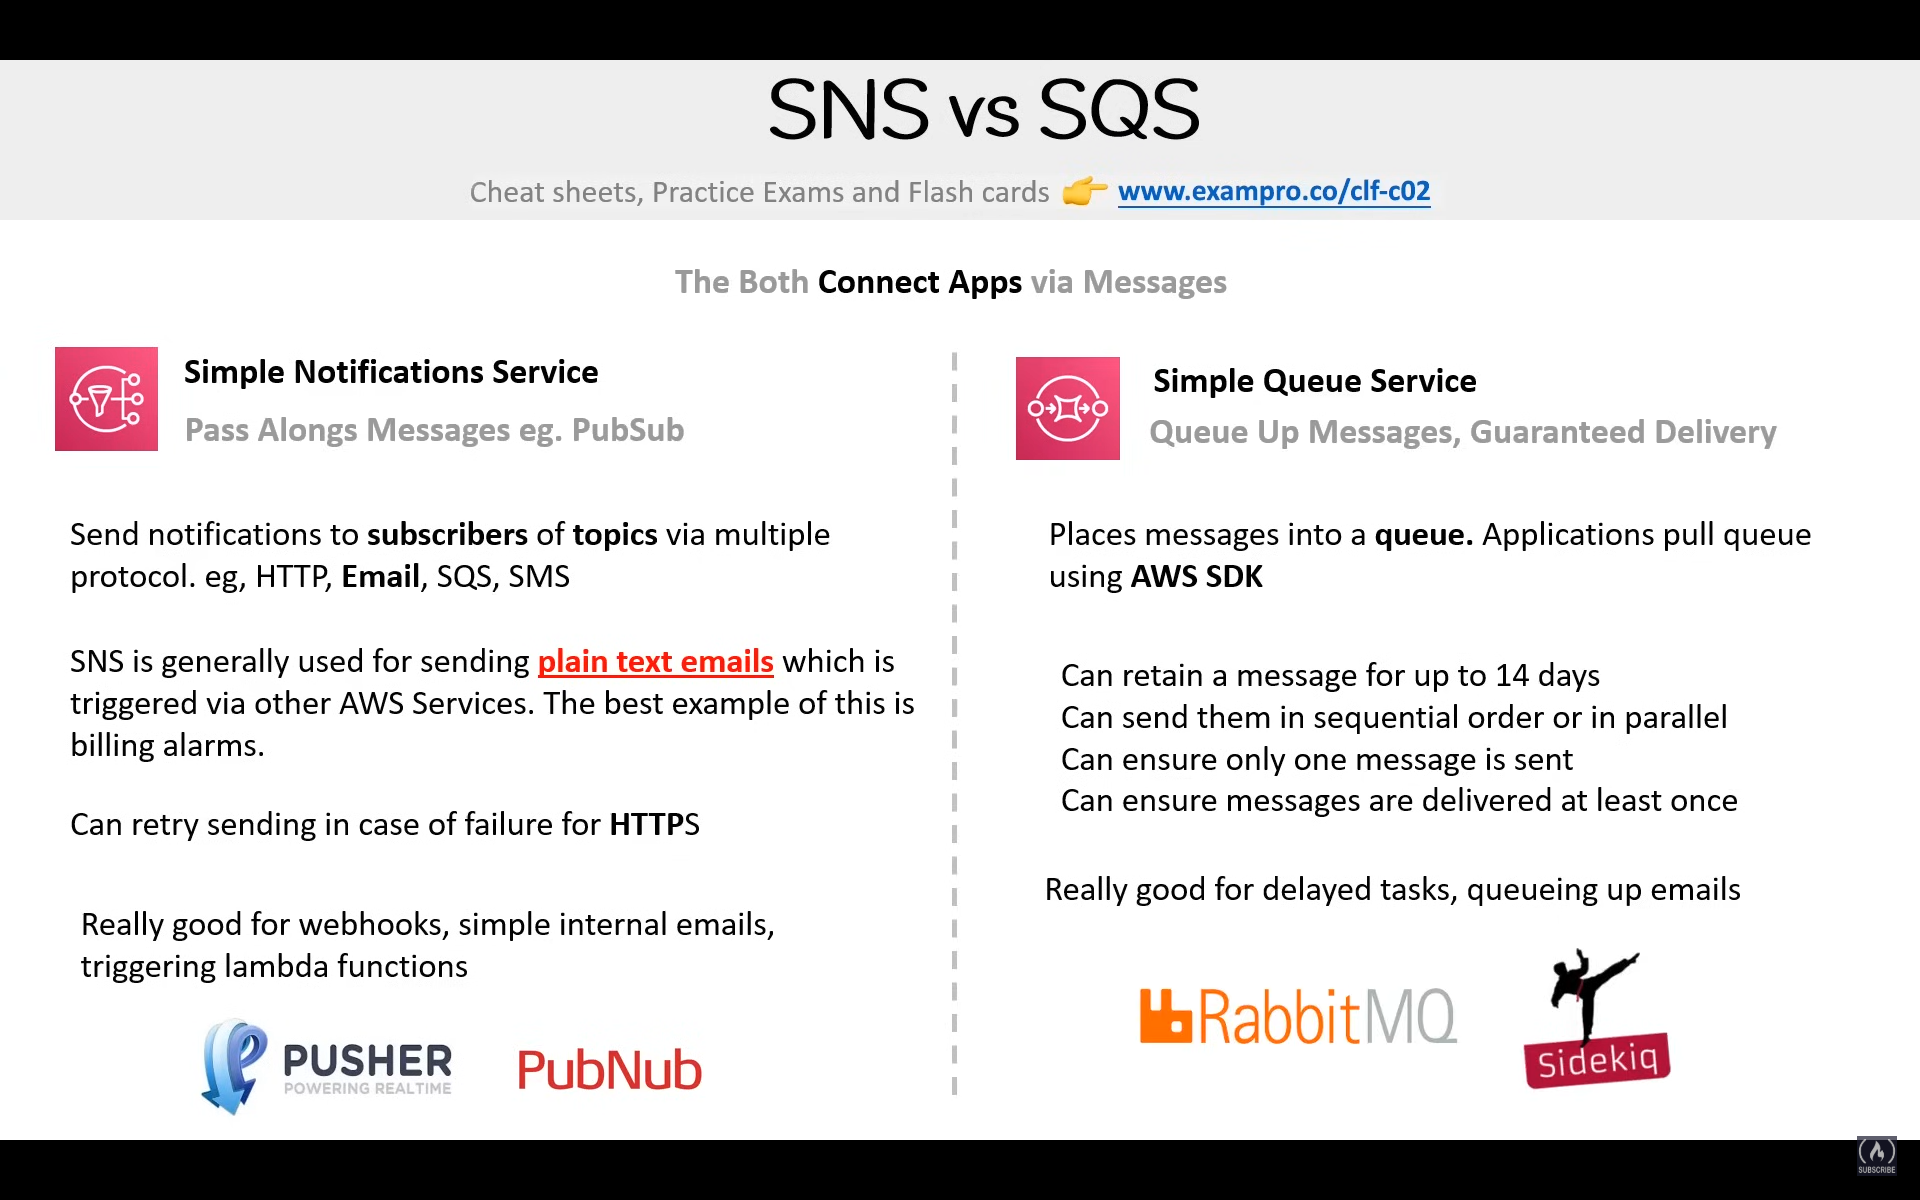 SNS vs SQS
Cheat sheets, Practice Exams and Flash cards 👉 www.exampro.co/clf-c02
The Both Connect Apps via Messages
Simple Notifications Service
Pass Alongs Messages eg. PubSub
Send notifications to subscribers of topics via multiple
protocol. eg, HTTP, Email, SQS, SMS
SNS is generally used for sending plain text emails which is
triggered via other AWS Services. The best example of this is
billing alarms.
Can retry sending in case of failure for HTTPS
Really good for webhooks, simple internal emails,
triggering lambda functions
PUSHER
POWERING REALTIME
PubNub
Simple Queue Service
Queue Up Messages, Guaranteed Delivery
Places messages into a queue. Applications pull queue
using AWS SDK
Can retain a message for up to 14 days
Can send them in sequential order or in parallel
Can ensure only one message is sent
Can ensure messages are delivered at least once
Really good for delayed tasks, queueing up emails
RabbitMQ
Sidekiq
SUBSCRIBE